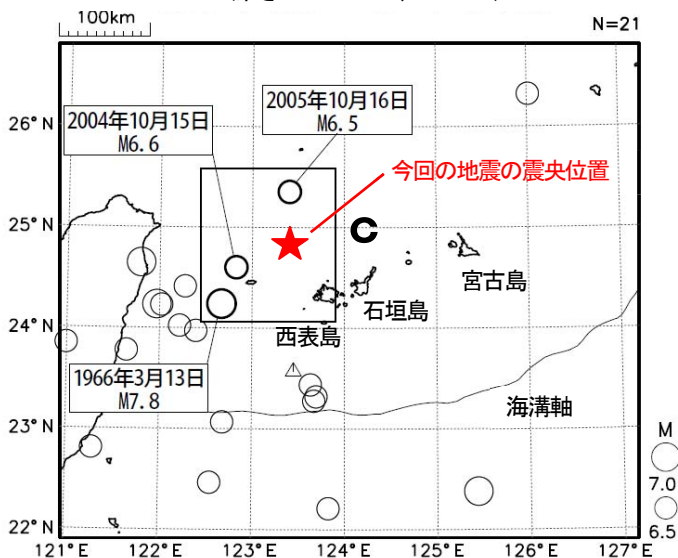 100km
N=21
26°N
25°N
24°N
23°N
22°N
2005年10月16日
M6.5
2004年10月15日
M6.6
今回の地震の震央位置
C
宮古島
石垣島
西表島
1966年3月13日
M7.8
海溝軸
M
7.0
6.5
121°E
122°E
123°E
124°E
125°E
126°E
127°E